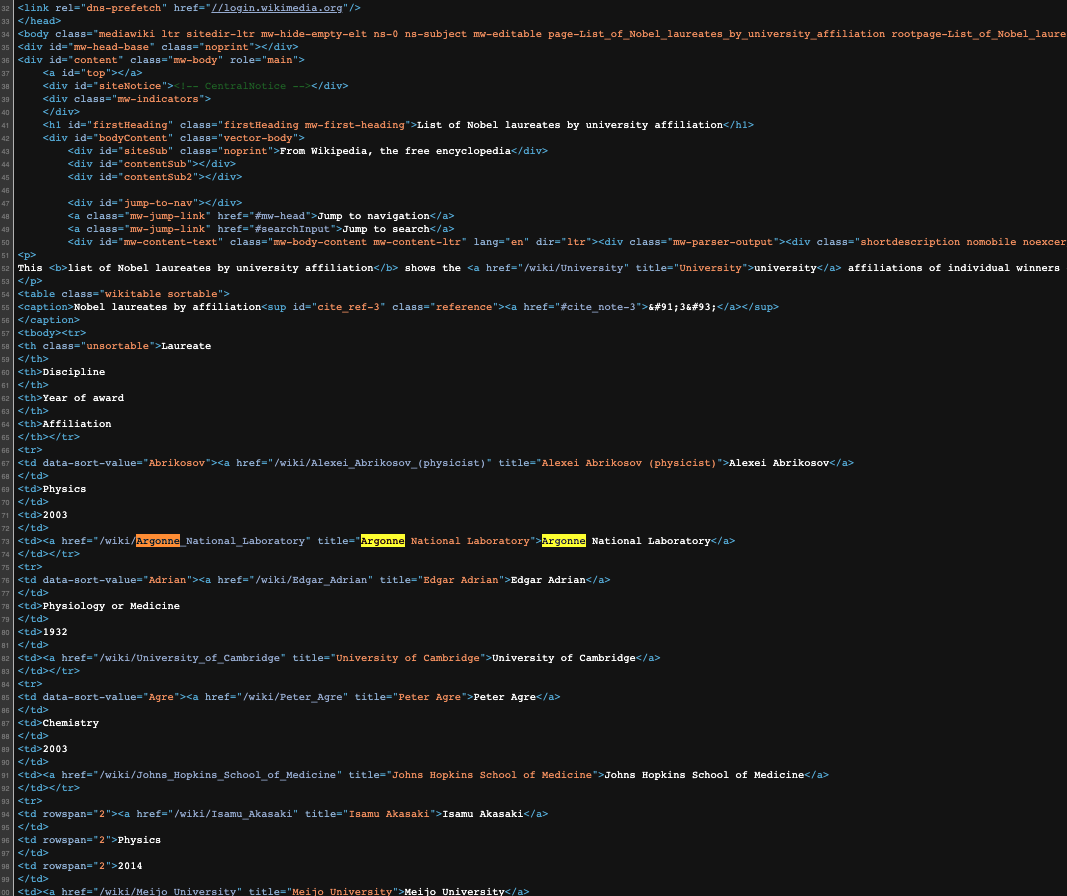 32 <link rel="dns-prefetch" href="//login.wikimedia.org"/>
33 </head>
34 <body class="mediawiki ltr sitedir-ltr mw-hide-empty-elt ns-0 ns-subject mw-editable page-List_of_Nobel_laureates_by_university_affiliation rootpage-List_of_Nobel_laure
35 <div id="mw-head-base" class="noprint"></div>
36 <div id="content" class="mw-body" role="main">
37 <a id="top"></a>
38 <div id="siteNotice"><!-- CentralNotice --></div>
39 <div class="mw-indicators">
40 </div>
41 <h1 id="firstHeading" class="firstHeading mw-first-heading">List of Nobel laureates by university affiliation</h1>
42 <div id="bodyContent" class="vector-body">
43 <div id="siteSub" class="noprint">From Wikipedia, the free encyclopedia</div>
44 <div id="contentSub"></div>
45 <div id="contentSub2"></div>
46
47 <div id="jump-to-nav"></div>
48 <a class="mw-jump-link" href="#mw-head">Jump to navigation</a>
49 <a class="mw-jump-link" href="#searchInput">Jump to search</a>
50 <div id="mw-content-text" class="mw-body-content mw-content-ltr" lang="en" dir="ltr"><div class="mw-parser-output"><div class="shortdescription nomobile noexcer
51 <p>
52 This <b>list of Nobel laureates by university affiliation</b> shows the <a href="/wiki/University" title="University">university</a> affiliations of individual winners
53 </p>
54 <table class="wikitable sortable">
55 <caption>Nobel laureates by affiliation<sup id="cite_ref-3" class="reference"><a href="#cite_note-3">&#91;3&#93;</a></sup>
56 </caption>
57 <tbody><tr>
58 <th class="unsortable">Laureate
59 </th>
60 <th>Discipline
61 </th>
62 <th>Year of award
63 </th>
64 <th>Affiliation
65 </th></tr>
66 <tr>
67 <td data-sort-value="Abrikosov"><a href="/wiki/Alexei_Abrikosov_(physicist)" title="Alexei Abrikosov (physicist)">Alexei Abrikosov</a>
68 </td>
69 <td>Physics
70 </td>
71 <td>2003
72 </td>
73 <td><a href="/wiki/Argonne_National_Laboratory" title="Argonne National Laboratory">Argonne National Laboratory</a>
74 </td></tr>
75 <tr>
76 <td data-sort-value="Adrian"><a href="/wiki/Edgar_Adrian" title="Edgar Adrian">Edgar Adrian</a>
77 </td>
78 <td>Physiology or Medicine
79 </td>
80 <td>1932
81 </td>
82 <td><a href="/wiki/University_of_Cambridge" title="University of Cambridge">University of Cambridge</a>
83 </td></tr>
84 <tr>
85 <td data-sort-value="Agre"><a href="/wiki/Peter_Agre" title="Peter Agre">Peter Agre</a>
86 </td>
87 <td>Chemistry
88 </td>
89 <td>2003
90 </td>
91 <td><a href="/wiki/Johns_Hopkins_School_of_Medicine" title="Johns Hopkins School of Medicine">Johns Hopkins School of Medicine</a>
92 </td></tr>
93 <tr>
94 <td rowspan="2"><a href="/wiki/Isamu_Akasaki" title="Isamu Akasaki">Isamu Akasaki</a>
95 </td>
96 <td rowspan="2">Physics
97 </td>
98 <td rowspan="2">2014
99 </td>
00 <td><a href="/wiki/Meijo_University" title="Meijo University">Meijo University</a>